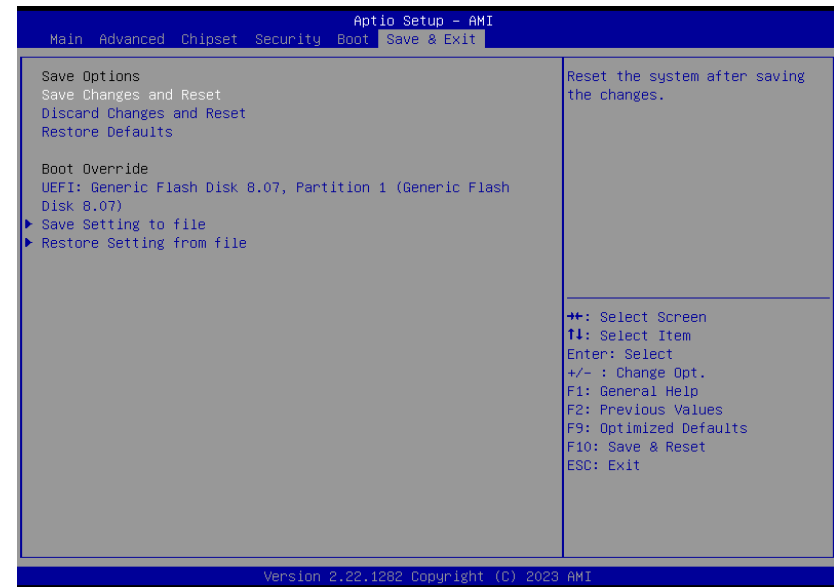 Aptio Setup – AMI
Main Advanced Chipset Security Boot Save & Exit
Save Options
Save Changes and Reset
Discard Changes and Reset
Restore Defaults
Boot Override
UEFI: Generic Flash Disk 8.07, Partition 1 (Generic Flash
Disk 8.07)
▶ Save Setting to file
▶ Restore Setting from file
Reset the system after saving
the changes.
→←: Select Screen
↑↓: Select Item
Enter: Select
+/- : Change Opt.
F1: General Help
F2: Previous Values
F9: Optimized Defaults
F10: Save & Reset
ESC: Exit
Version 2.22.1282 Copyright (C) 2023 AMI